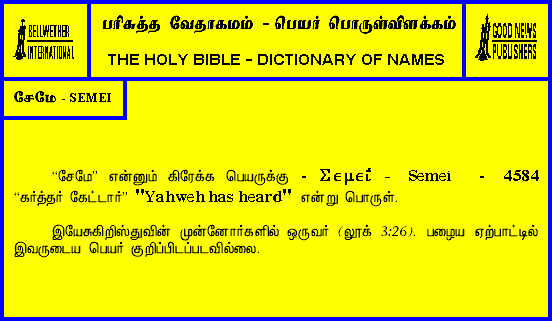 BELLWETHER
INTERNATIONAL
பரிசுத்த வேதாகமம் - பெயர் பொருள்விளக்கம்
THE HOLY BIBLE - DICTIONARY OF NAMES
GOOD NEWS
PUBLISHERS
சேமே - SEMEI
“சேமே” என்னும் கிரேக்க பெயருக்கு - Σεμεΐ - Semei - 4584
“கர்த்தர் கேட்டார்” "Yahweh has heard" என்று பொருள்.
இயேசுகிறிஸ்துவின் முன்னோர்களில் ஒருவர் (லூக் 3:26). பழைய ஏற்பாட்டில்
இவருடைய பெயர் குறிப்பிடப்படவில்லை.